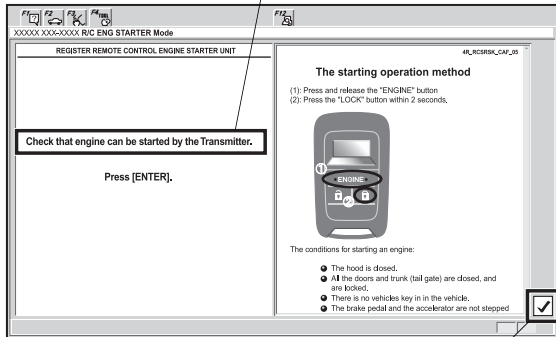 F1 F2 F3 F4 TOOL F12
XXXXX XXX-XXXX R/C ENG STARTER Mode
REGISTER REMOTE CONTROL ENGINE STARTER UNIT
Check that engine can be started by the Transmitter.
Press [ENTER].
4R_RCSRSK_CAF_05
The starting operation method
(1): Press and release the "ENGINE" button
(2): Press the "LOCK" button within 2 seconds.
1
ENGINE
2
The conditions for starting an engine:
The hood is closed.
All the doors and trunk (tail gate) are closed, and
are locked.
There is no vehicles key in in the vehicle.
The brake pedal and the accelerator are not stepped